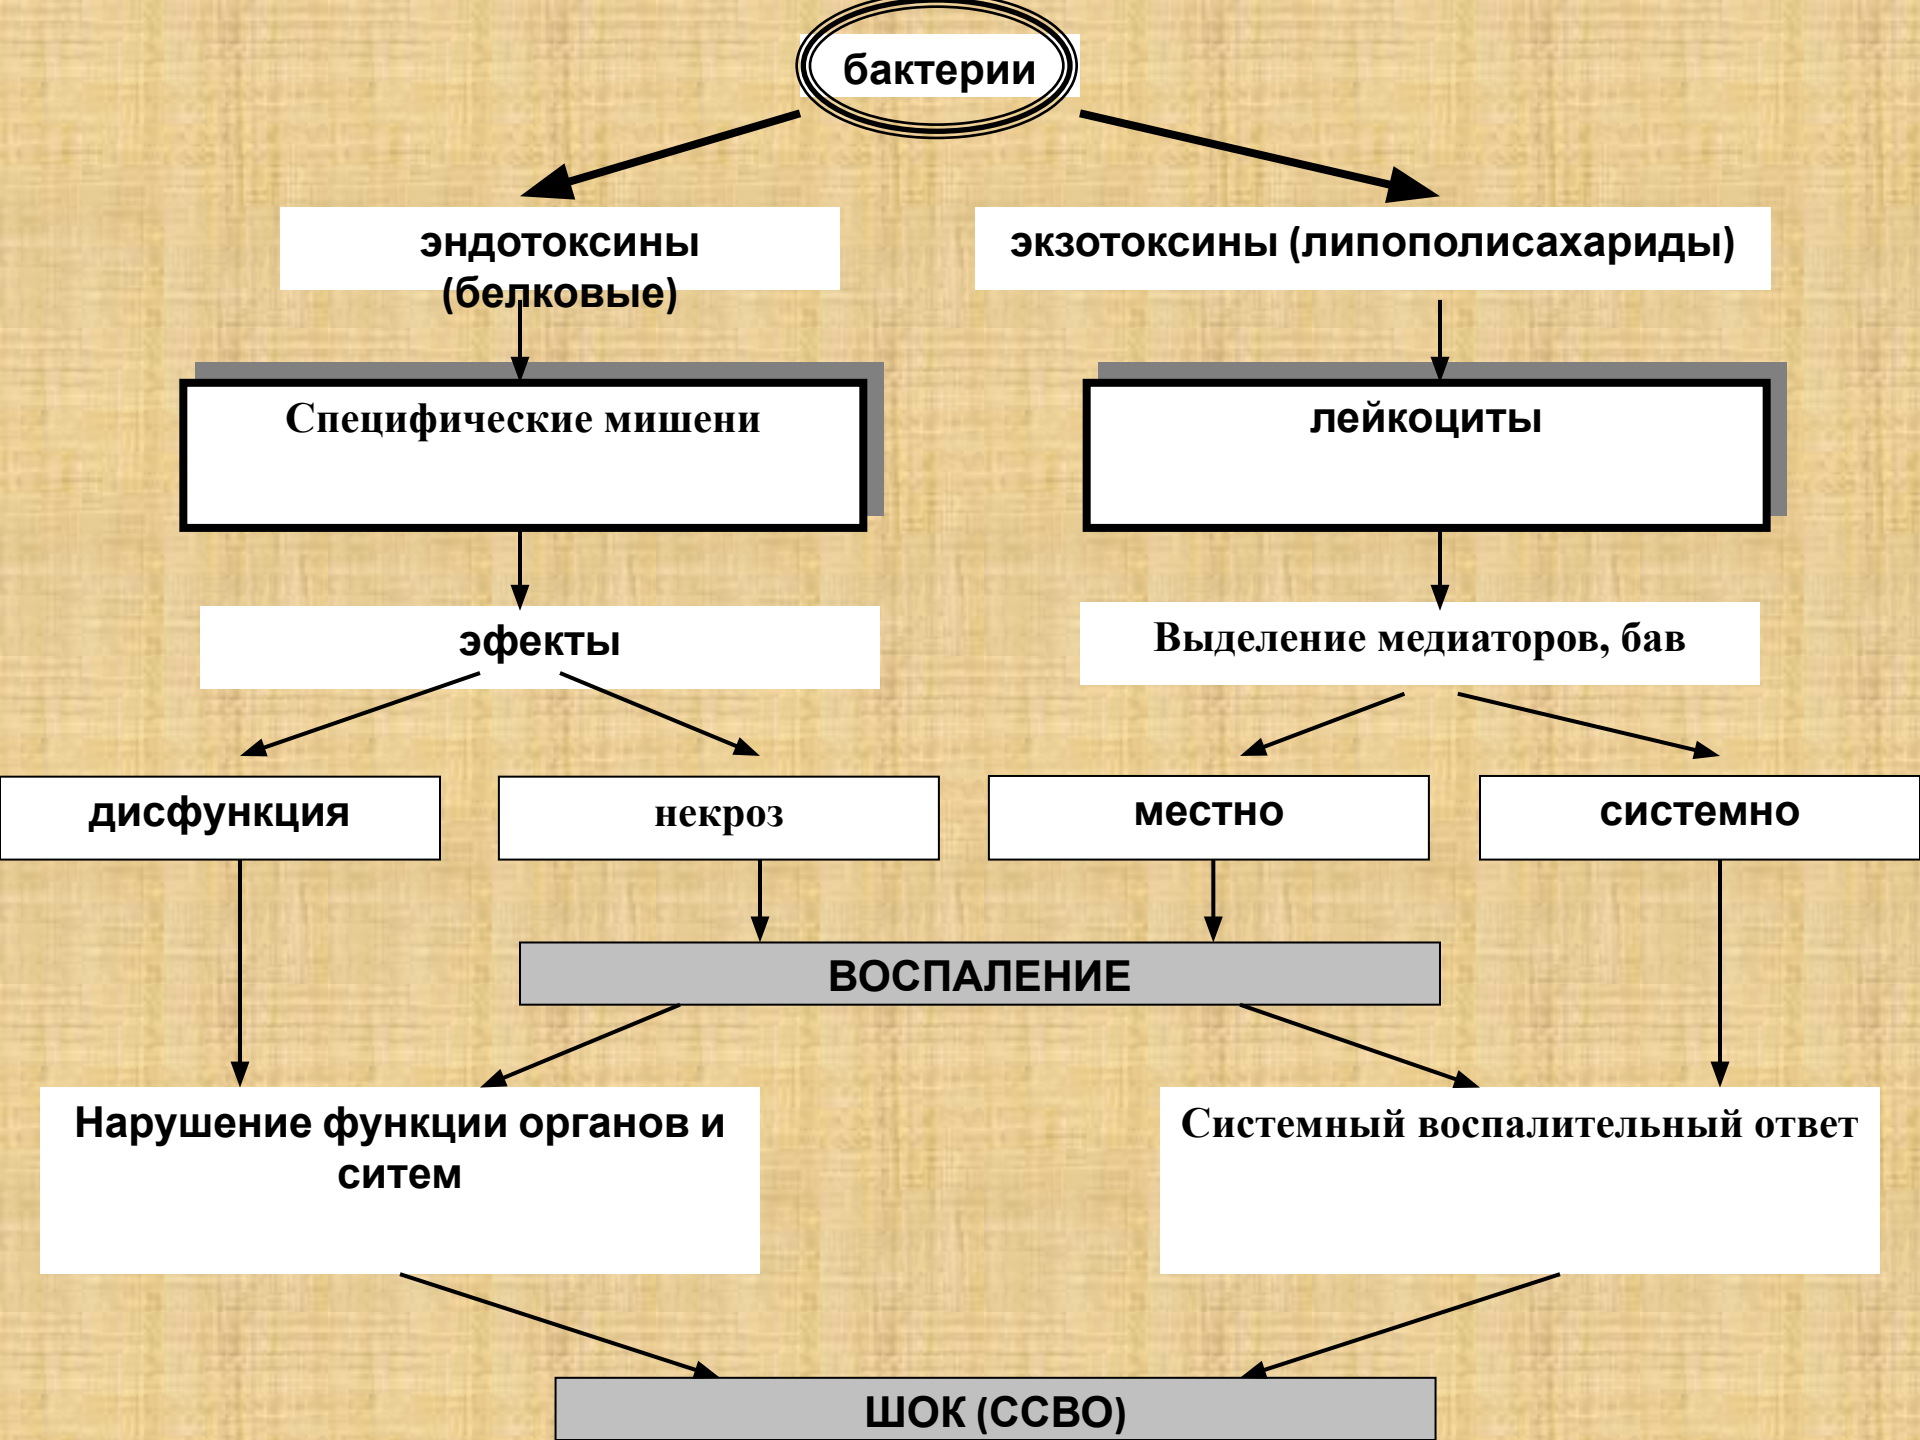 бактерии
эндотоксины
(белковые)
экзотоксины (липополисахариды)
Специфические мишени
лейкоциты
эфекты
Выделение медиаторов, бав
дисфункция
некроз
местно
системно
ВОСПАЛЕНИЕ
Нарушение функции органов и
ситем
Системный воспалительный ответ
ШОК (ССВО)